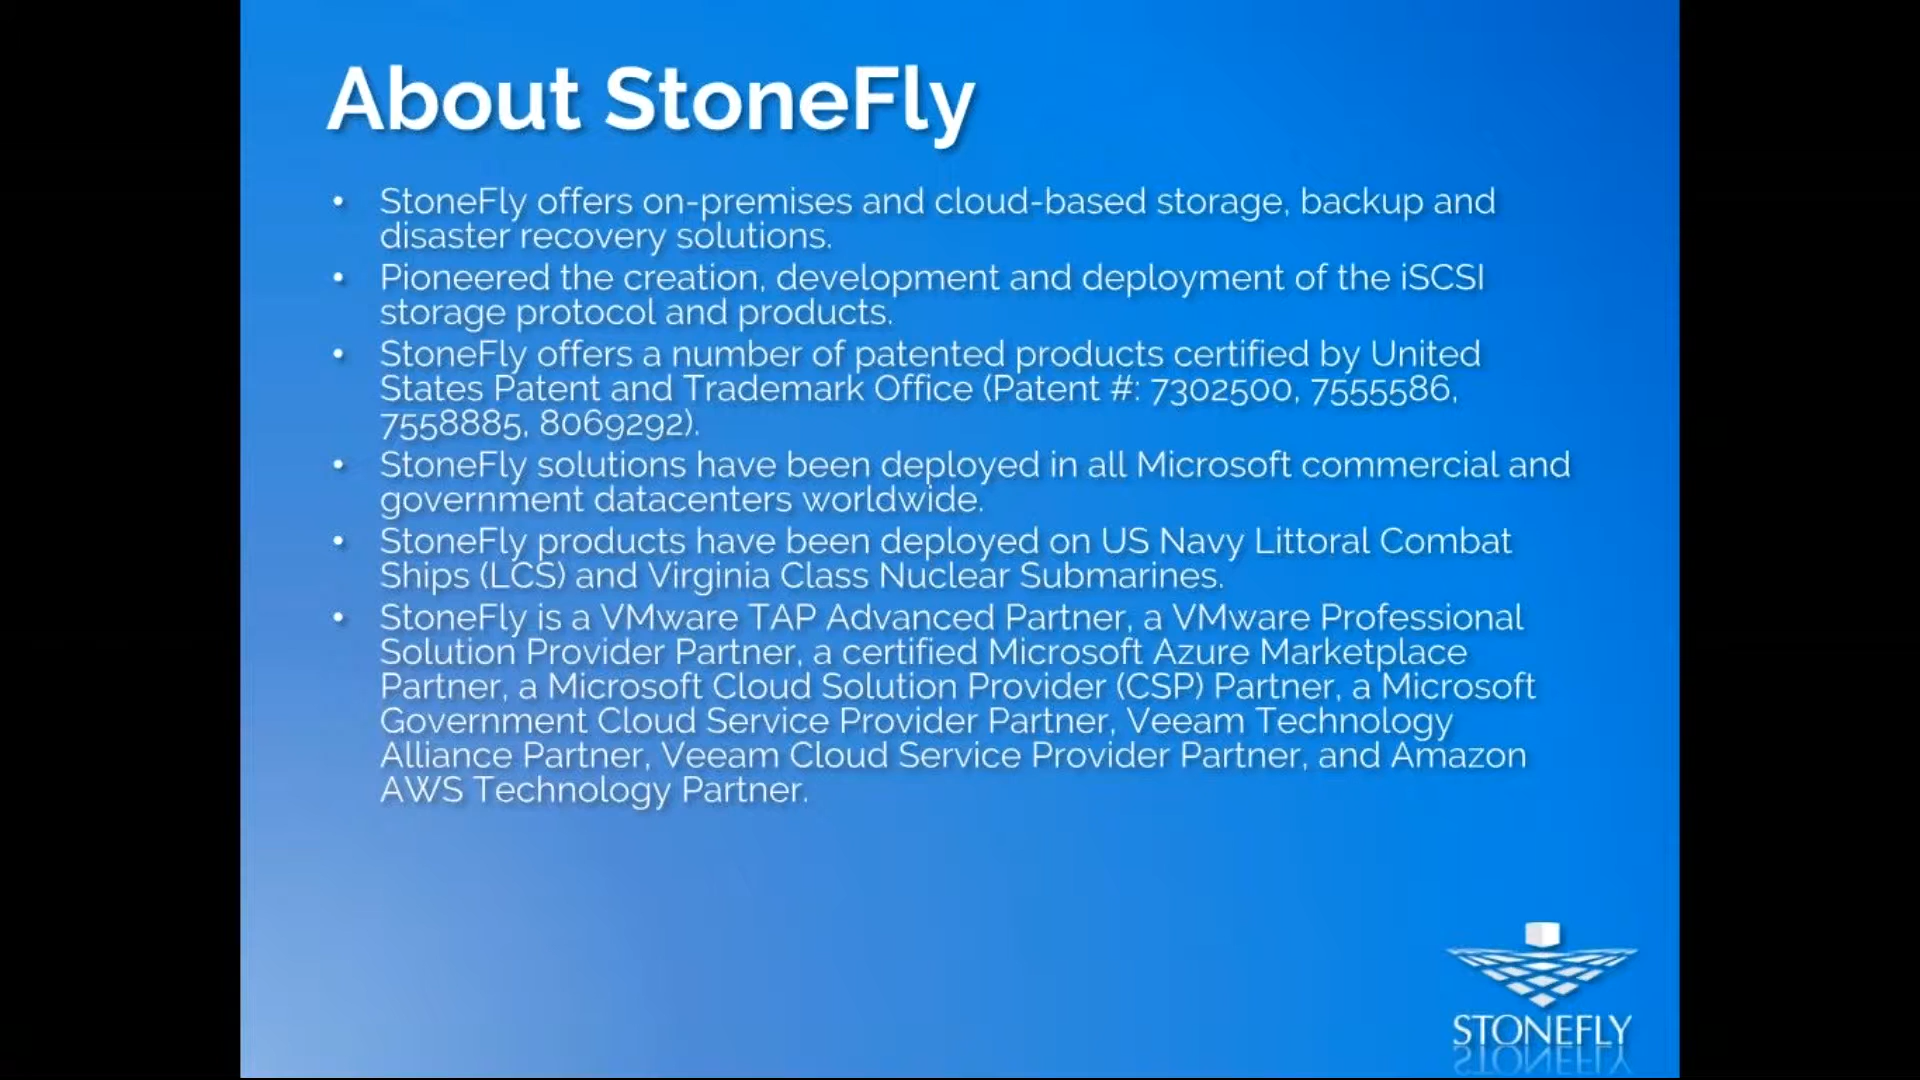 About StoneFly
• StoneFly offers on-premises and cloud-based storage, backup and
disaster recovery solutions.
• Pioneered the creation, development and deployment of the iSCSI
storage protocol and products.
• StoneFly offers a number of patented products certified by United
States Patent and Trademark Office (Patent #: 7302500, 7555586,
7558885, 8069292).
• StoneFly solutions have been deployed in all Microsoft commercial and
government datacenters worldwide.
• StoneFly products have been deployed on US Navy Littoral Combat
Ships (LCS) and Virginia Class Nuclear Submarines.
• StoneFly is a VMware TAP Advanced Partner, a VMware Professional
Solution Provider Partner, a certified Microsoft Azure Marketplace
Partner, a Microsoft Cloud Solution Provider (CSP) Partner, a Microsoft
Government Cloud Service Provider Partner, Veeam Technology
Alliance Partner, Veeam Cloud Service Provider Partner, and Amazon
AWS Technology Partner.
STONEFLY